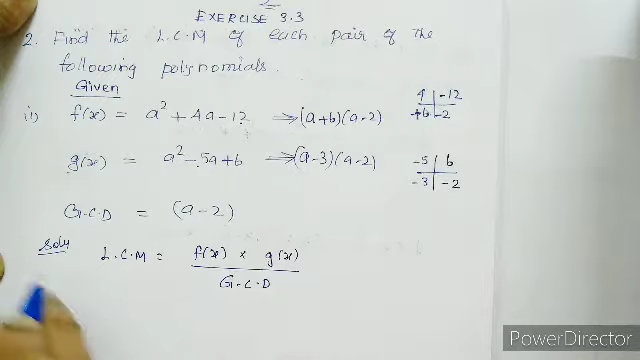 EXERCISE 3.3
2. Find the L.C.M of each pair of the
following polynomials.
Given
ii) f(x) = a² + 4a - 12 ⇒ (a+6)(a-2)
4 | -12
+6 | -2
g(x) = a² - 5a + 6 ⇒ (a-3)(a-2)
-5 | 6
-3 | -2
G.C.D = (a-2)
Soln
L.C.M = f(x) × g(x)
G.C.D
PowerDirector